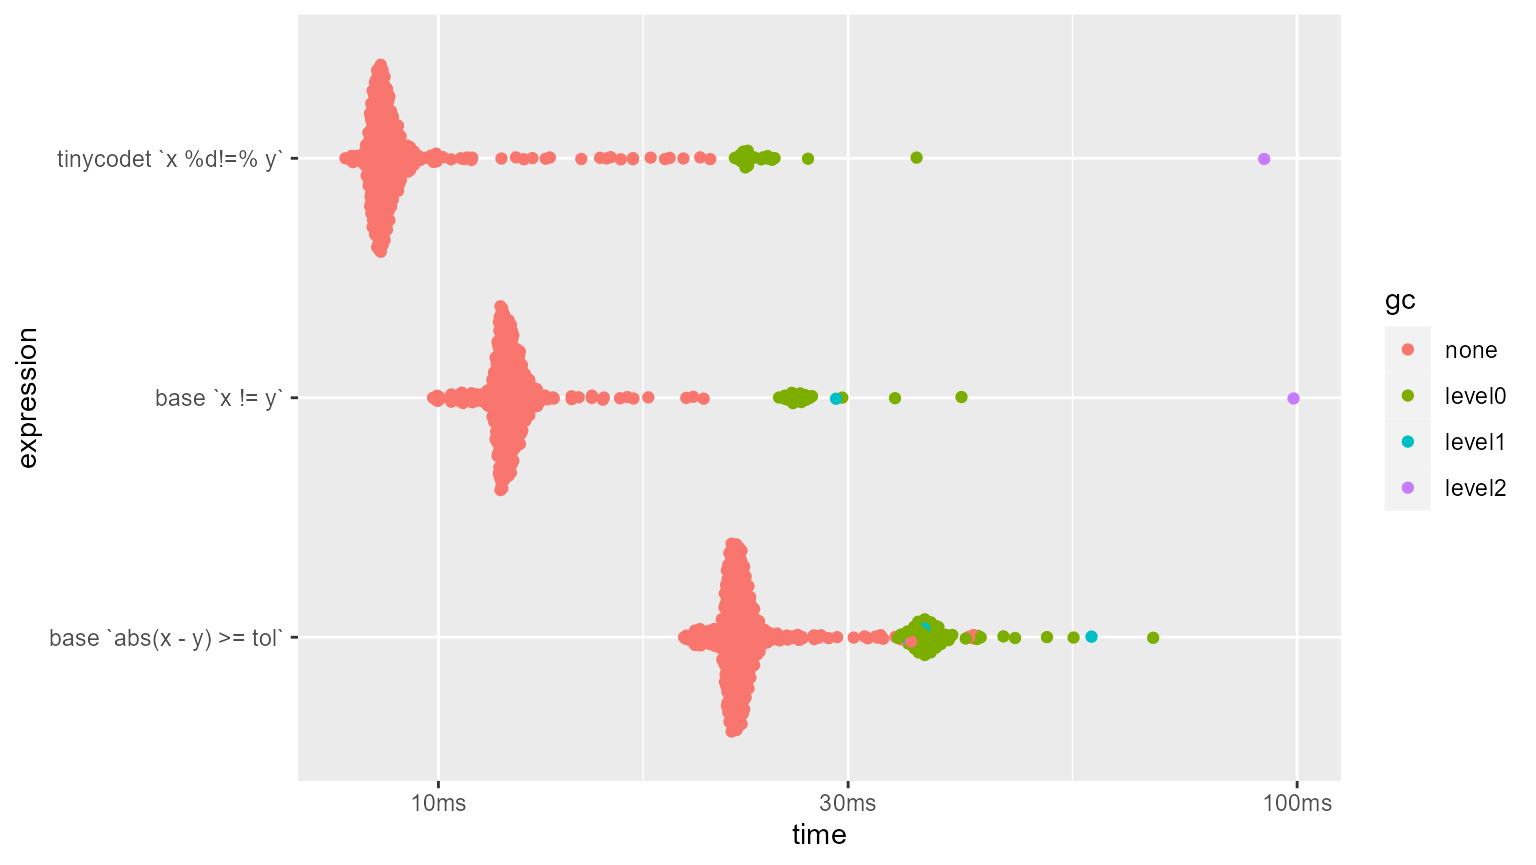 tinycodet `x %d!=% y`
base `x != y`
base `abs(x - y) >= tol`
expression
10ms
30ms
100ms
time
gc
none
level0
level1
level2